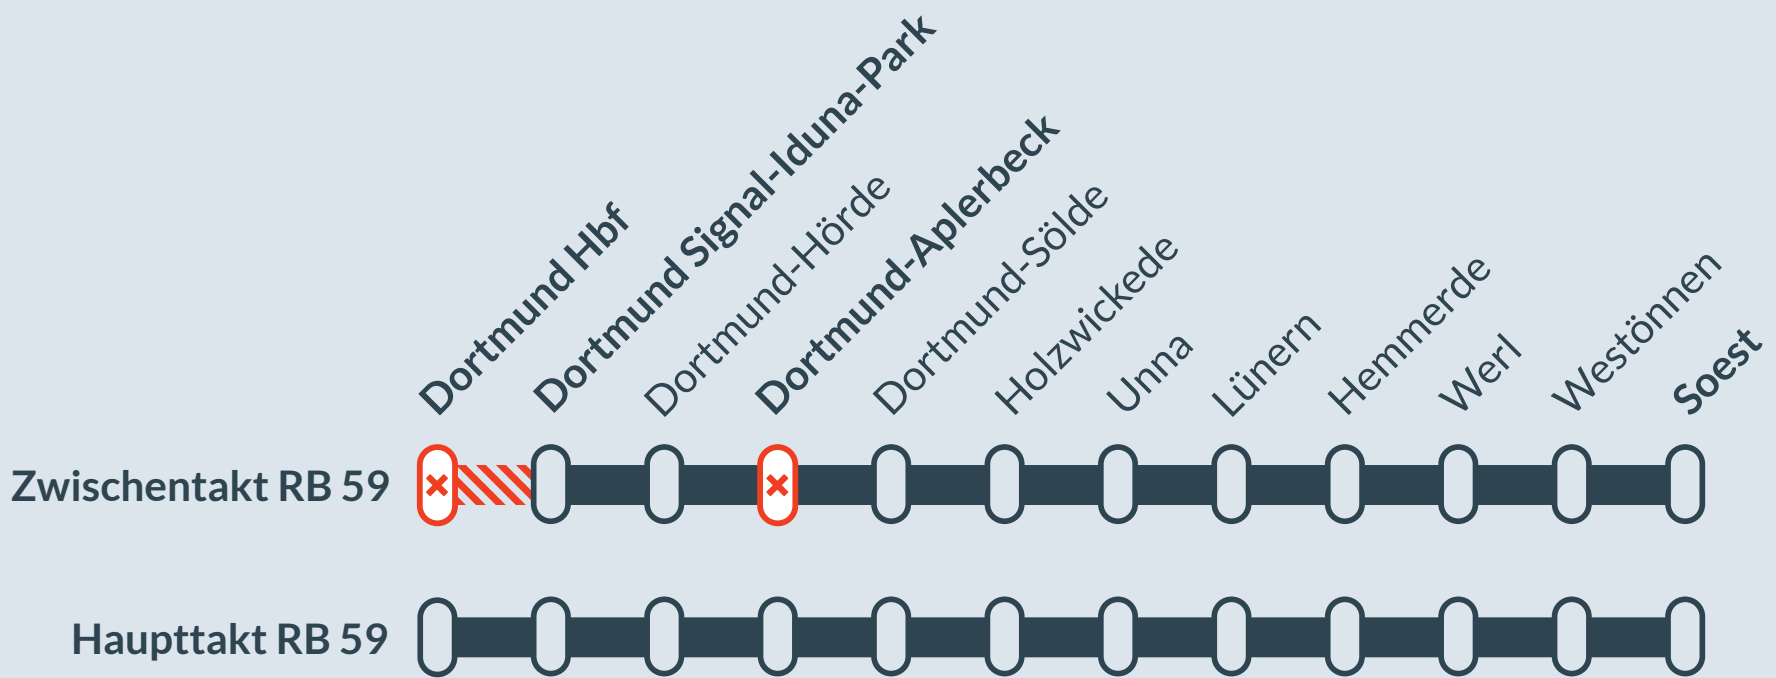 Dortmund Hbf
Dortmund Signal-Iduna-Park
Dortmund-Hörde
Dortmund-Aplerbeck
Dortmund-Sölde
Holzwickede
Unna
Lünern
Hemmerde
Werl
Westönnen
Soest
Zwischentakt RB 59
Haupttakt RB 59